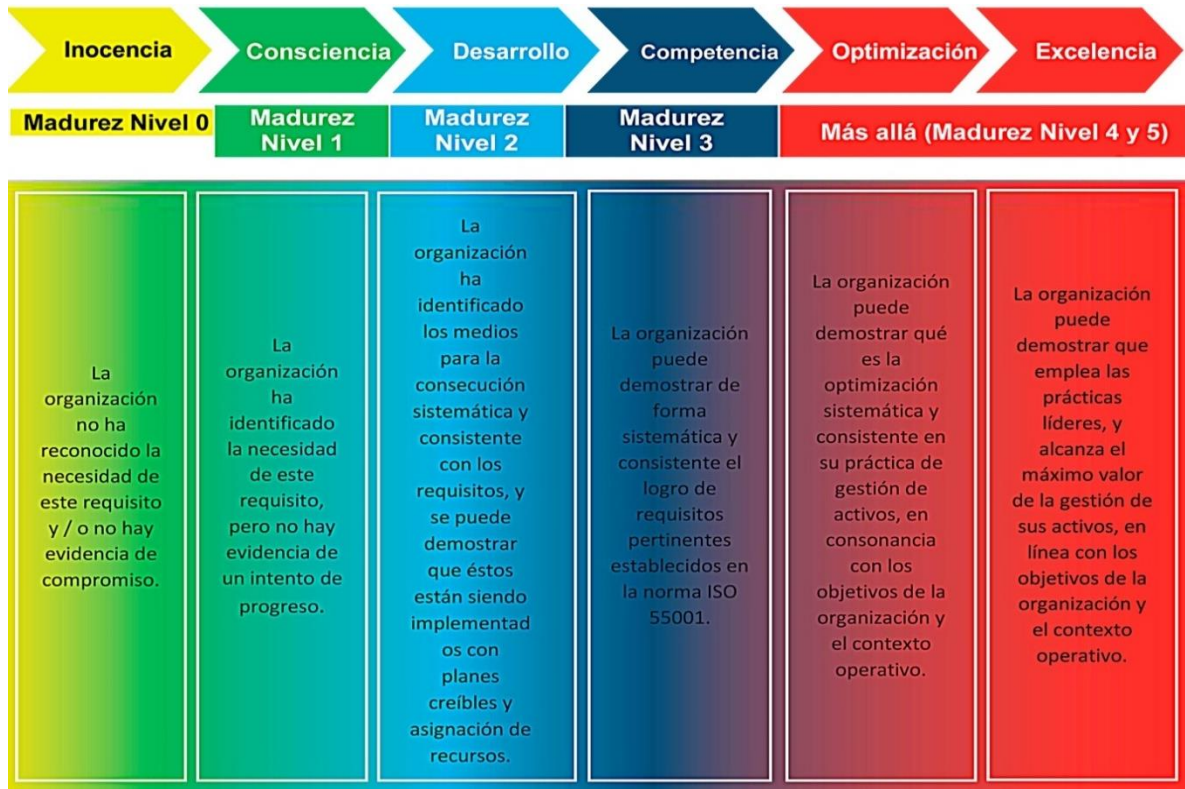 Inocencia
Consciencia
Desarrollo
Competencia
Optimización
Excelencia
Madurez Nivel 0
Madurez
Nivel 1
Madurez
Nivel 2
Madurez
Nivel 3
Más allá (Madurez Nivel 4 y 5)
La
organización
no ha
reconocido la
necesidad de
este requisito
y / o no hay
evidencia de
compromiso.
La
organización
ha
identificado
la necesidad
de este
requisito,
pero no hay
evidencia de
un intento de
progreso.
La
organización
ha
identificado
los medios
para la
consecución
sistemática y
consistente
con los
requisitos, y
se puede
demostrar
que éstos
están siendo
implementad
os con
planes
creíbles y
asignación de
recursos.
La organización
puede
demostrar de
forma
sistemática y
consistente el
logro de
requisitos
pertinentes
establecidos en
la norma ISO
55001.
La organización
puede
demostrar qué
es la
optimización
sistemática y
consistente en
su práctica de
gestión de
activos, en
consonancia
con los
objetivos de la
organización y
el contexto
operativo.
La organización
puede
demostrar que
emplea las
prácticas
líderes, y
alcanza el
máximo valor
de la gestión de
sus activos, en
línea con los
objetivos de la
organización y
el contexto
operativo.